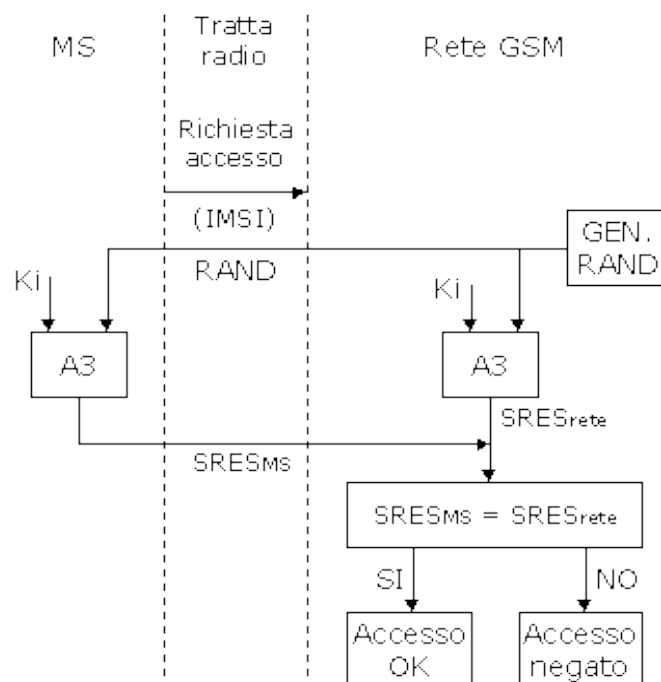 MS
Tratta
radio
Rete GSM
Richiesta
accesso
(IMSI)
GEN.
RAND
RAND
Ki
Ki
A3
A3
SRESrete
SRESMS
SRESMS = SRESrete
SI
NO
Accesso
OK
Accesso
negato